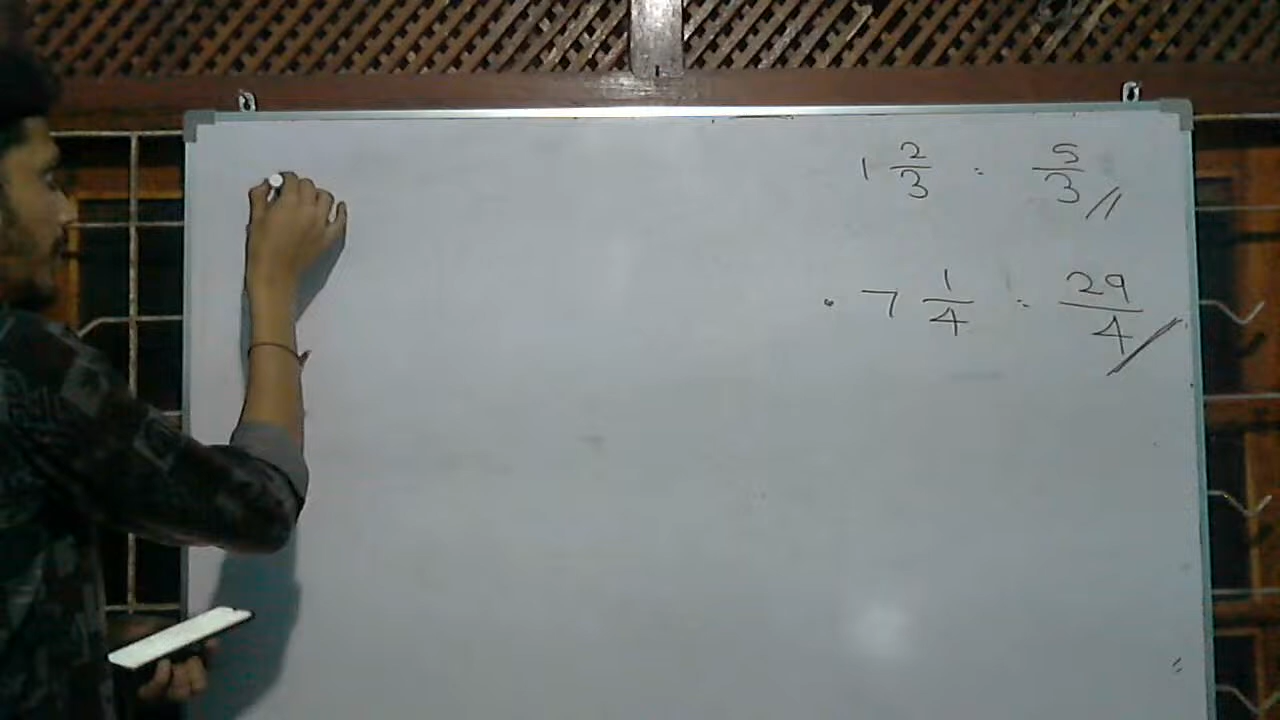 1 2/3 : 5/3 //
• 7 1/4 : 29/4 /